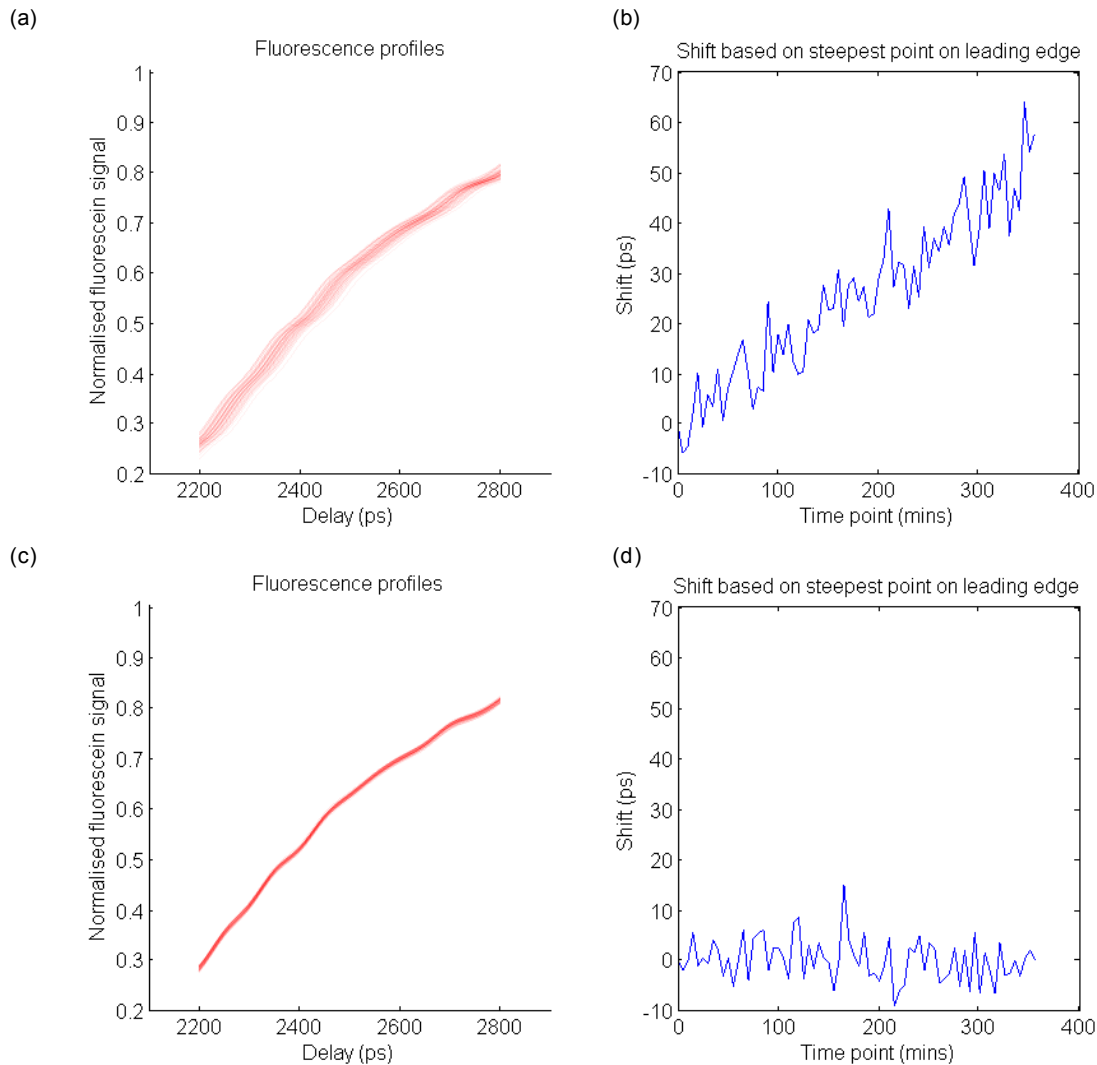 (a)
Fluorescence profiles
1
0.9
0.8
0.7
0.6
0.5
0.4
0.3
0.2
Normalised fluorescein signal
2200 2400 2600 2800
Delay (ps)
(b)
Shift based on steepest point on leading edge
70
60
50
40
30
20
10
0
-10
Shift (ps)
0 100 200 300 400
Time point (mins)
(c)
Fluorescence profiles
1
0.9
0.8
0.7
0.6
0.5
0.4
0.3
0.2
Normalised fluorescein signal
2200 2400 2600 2800
Delay (ps)
(d)
Shift based on steepest point on leading edge
70
60
50
40
30
20
10
0
-10
Shift (ps)
0 100 200 300 400
Time point (mins)